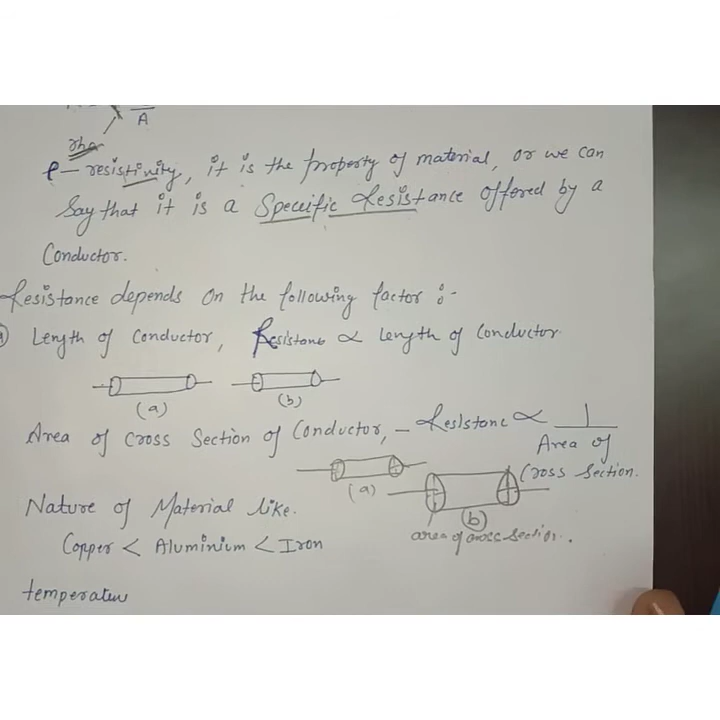 A
rho
ρ - resistivity, it is the property of material, or we can
Say that it is a Specific Resistance offered by a
Conductor.
Resistance depends on the following factor :-
Length of Conductor, Resistance ∝ length of Conductor
(a) (b)
Area of Cross Section of Conductor, - Resistance ∝ 1
Area of
Cross Section.
(a)
(b)
Nature of Material like.
area of cross section.
Copper < Aluminium < Iron
temperature